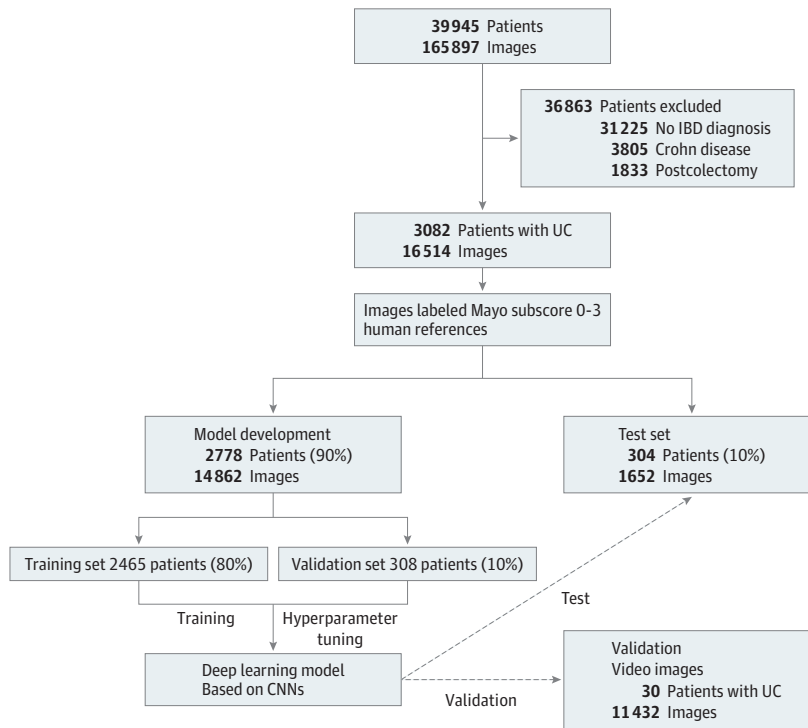 39945 Patients
165897 Images
36863 Patients excluded
31225 No IBD diagnosis
3805 Crohn disease
1833 Postcolectomy
3082 Patients with UC
16514 Images
Images labeled Mayo subscore 0-3
human references
Model development
2778 Patients (90%)
14862 Images
Test set
304 Patients (10%)
1652 Images
Training set 2465 patients (80%)
Validation set 308 patients (10%)
Training
Hyperparameter
tuning
Test
Deep learning model
Based on CNNs
Validation
Validation
Video images
30 Patients with UC
11432 Images